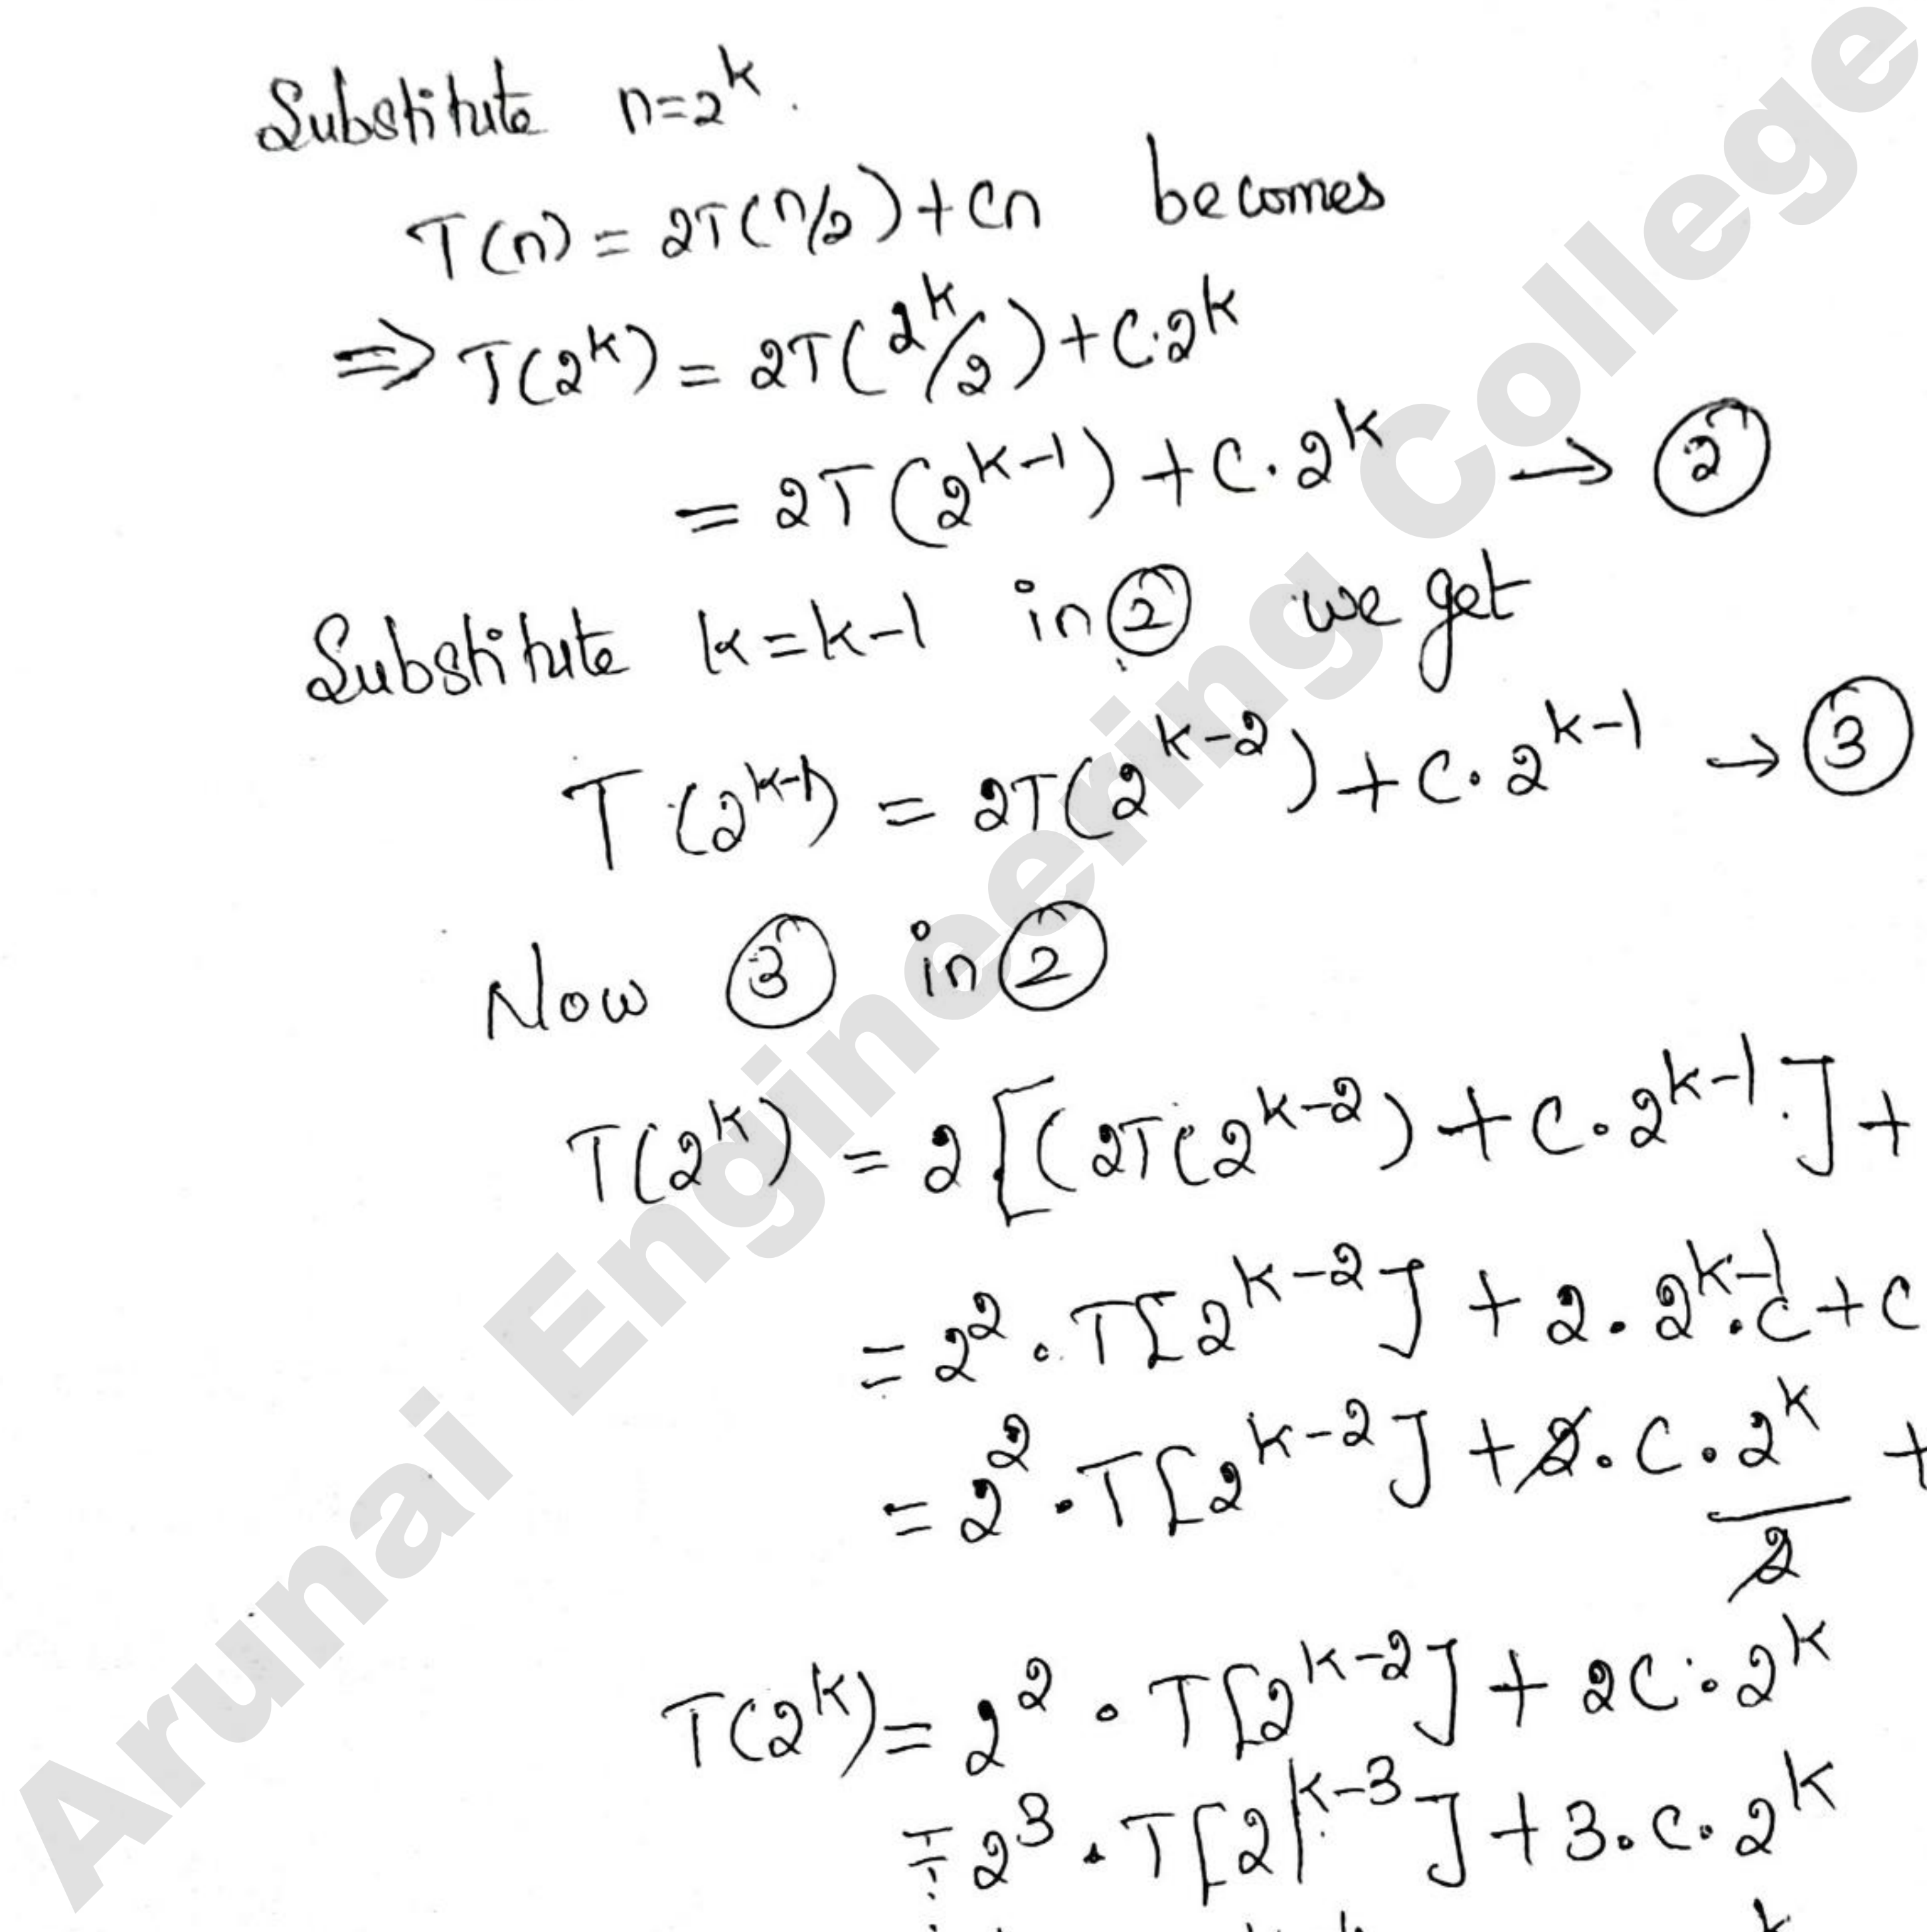 Substitute n=2^k.
T(n) = 2T(n/2) + cn becomes
⇒ T(2^k) = 2T(2^k/2) + C.2^k
= 2T(2^{k-1}) + C.2^k → ②
Substitute k=k-1 in ② we get
T(2^{k-1}) = 2T(2^{k-2}) + C.2^{k-1} → ③
Now ③ in ②
T(2^k) = 2[(2T(2^{k-2}) + C.2^{k-1}.] +
= 2^2 . T[2^{k-2}] + 2.2^{k-1}.C + C
= 2^2 . T[2^{k-2}] + 2.C.2^k/2 +
T(2^k) = 2^2 . T[2^{k-2}] + 2C.2^k
= 2^3 . T[2^{k-3}] + 3.C.2^k
Arunai Engineering College